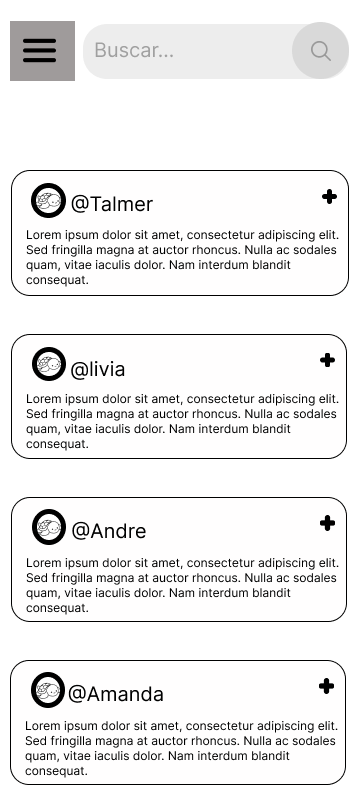 Buscar...
@Talmer
Lorem ipsum dolor sit amet, consectetur adipiscing elit.
Sed fringilla magna at auctor rhoncus. Nulla ac sodales
quam, vitae iaculis dolor. Nam interdum blandit
consequat.
@livia
Lorem ipsum dolor sit amet, consectetur adipiscing elit.
Sed fringilla magna at auctor rhoncus. Nulla ac sodales
quam, vitae iaculis dolor. Nam interdum blandit
consequat.
@Andre
Lorem ipsum dolor sit amet, consectetur adipiscing elit.
Sed fringilla magna at auctor rhoncus. Nulla ac sodales
quam, vitae iaculis dolor. Nam interdum blandit
consequat.
@Amanda
Lorem ipsum dolor sit amet, consectetur adipiscing elit.
Sed fringilla magna at auctor rhoncus. Nulla ac sodales
quam, vitae iaculis dolor. Nam interdum blandit
consequat.